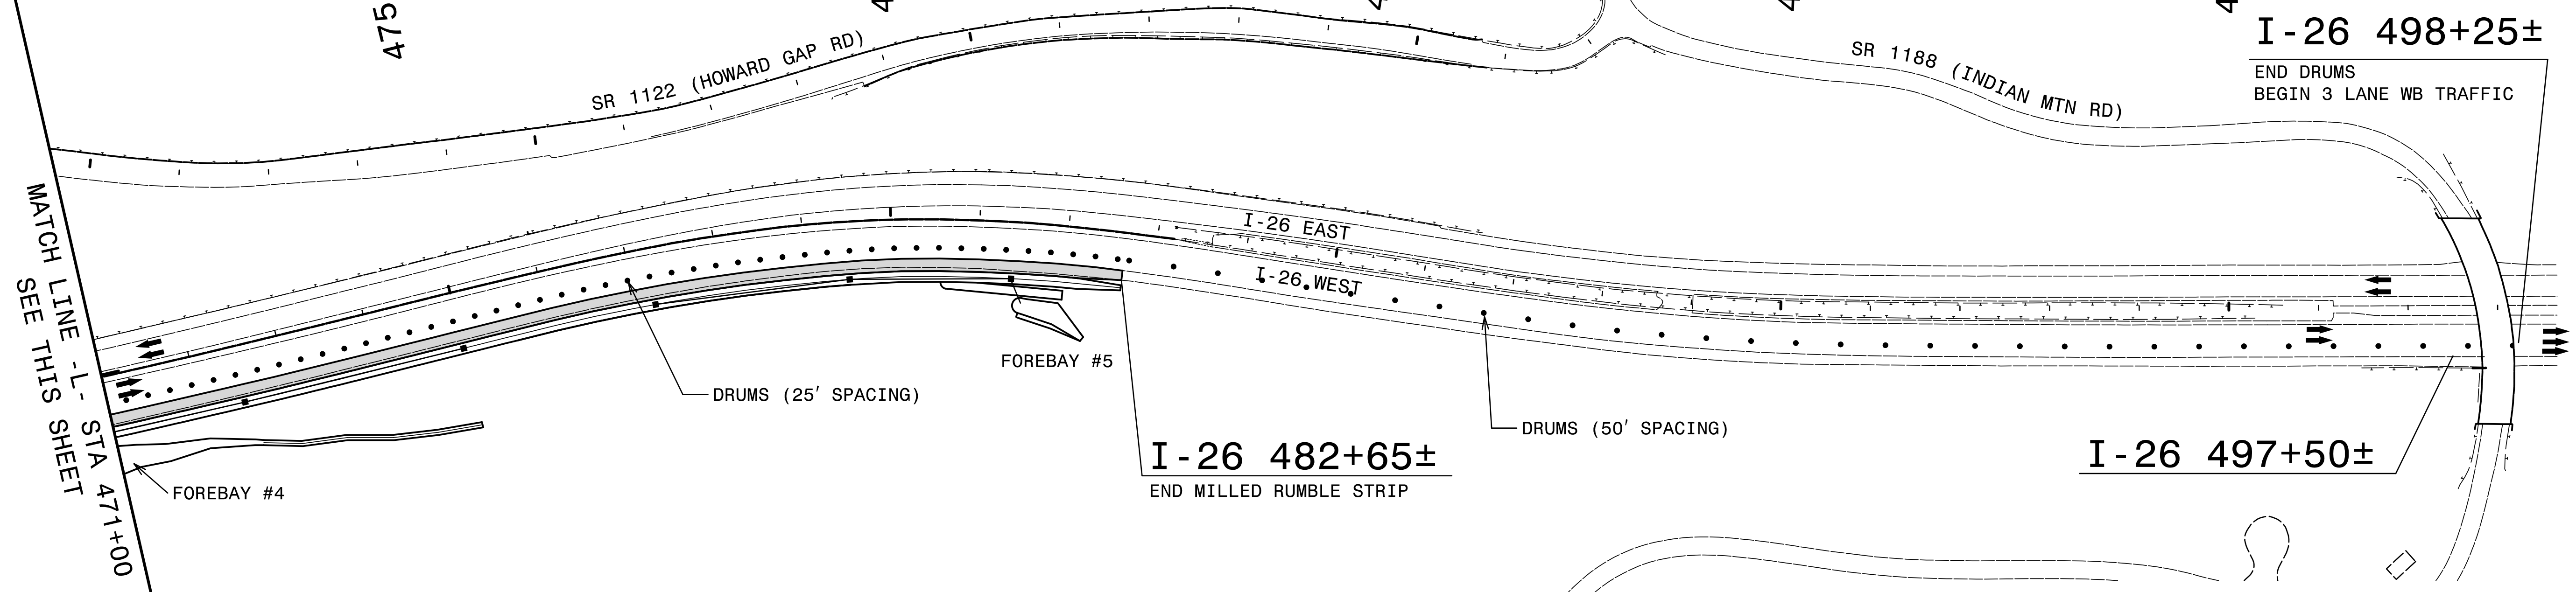 475
SR 1122 (HOWARD GAP RD)
SR 1188 (INDIAN MTN RD)
I-26 498+25±
END DRUMS
BEGIN 3 LANE WB TRAFFIC
MATCH LINE -L- STA 471+00
SEE THIS SHEET
I-26 EAST
I-26 WEST
FOREBAY #5
DRUMS (25' SPACING)
DRUMS (50' SPACING)
I-26 482+65±
END MILLED RUMBLE STRIP
I-26 497+50±
FOREBAY #4